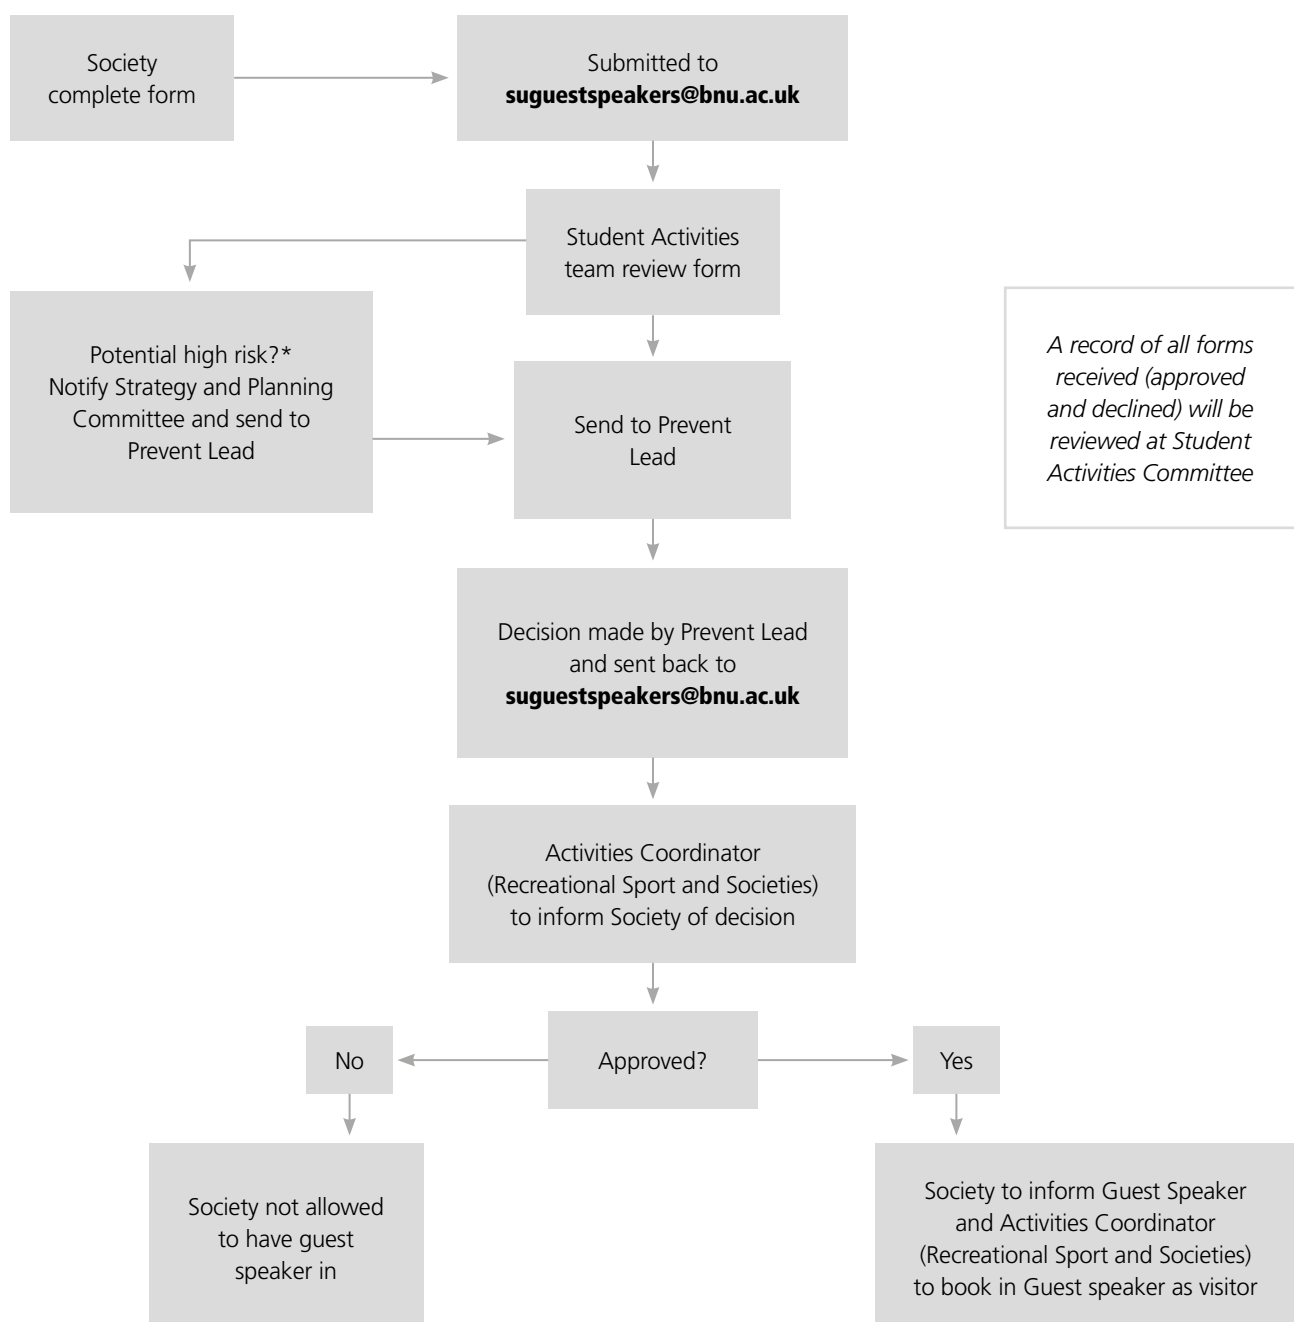 Society
complete form
Submitted to
suguestspeakers@bnu.ac.uk
Student Activities
team review form
Potential high risk?*
Notify Strategy and Planning
Committee and send to
Prevent Lead
Send to Prevent
Lead
A record of all forms
received (approved
and declined) will be
reviewed at Student
Activities Committee
Decision made by Prevent Lead
and sent back to
suguestspeakers@bnu.ac.uk
Activities Coordinator
(Recreational Sport and Societies)
to inform Society of decision
No
Approved?
Yes
Society not allowed
to have guest
speaker in
Society to inform Guest Speaker
and Activities Coordinator
(Recreational Sport and Societies)
to book in Guest speaker as visitor